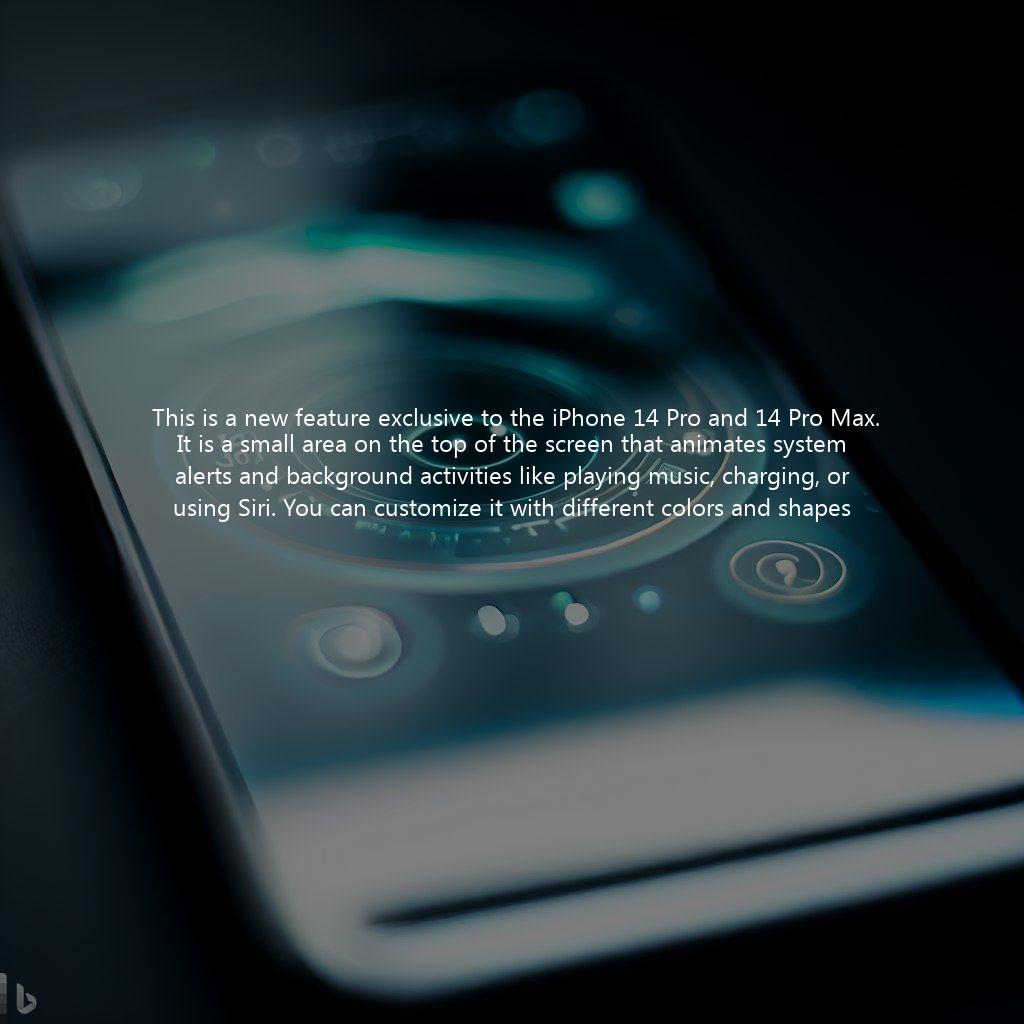 This is a new feature exclusive to the iPhone 14 Pro and 14 Pro Max.
It is a small area on the top of the screen that animates system
alerts and background activities like playing music, charging, or
using Siri. You can customize it with different colors and shapes